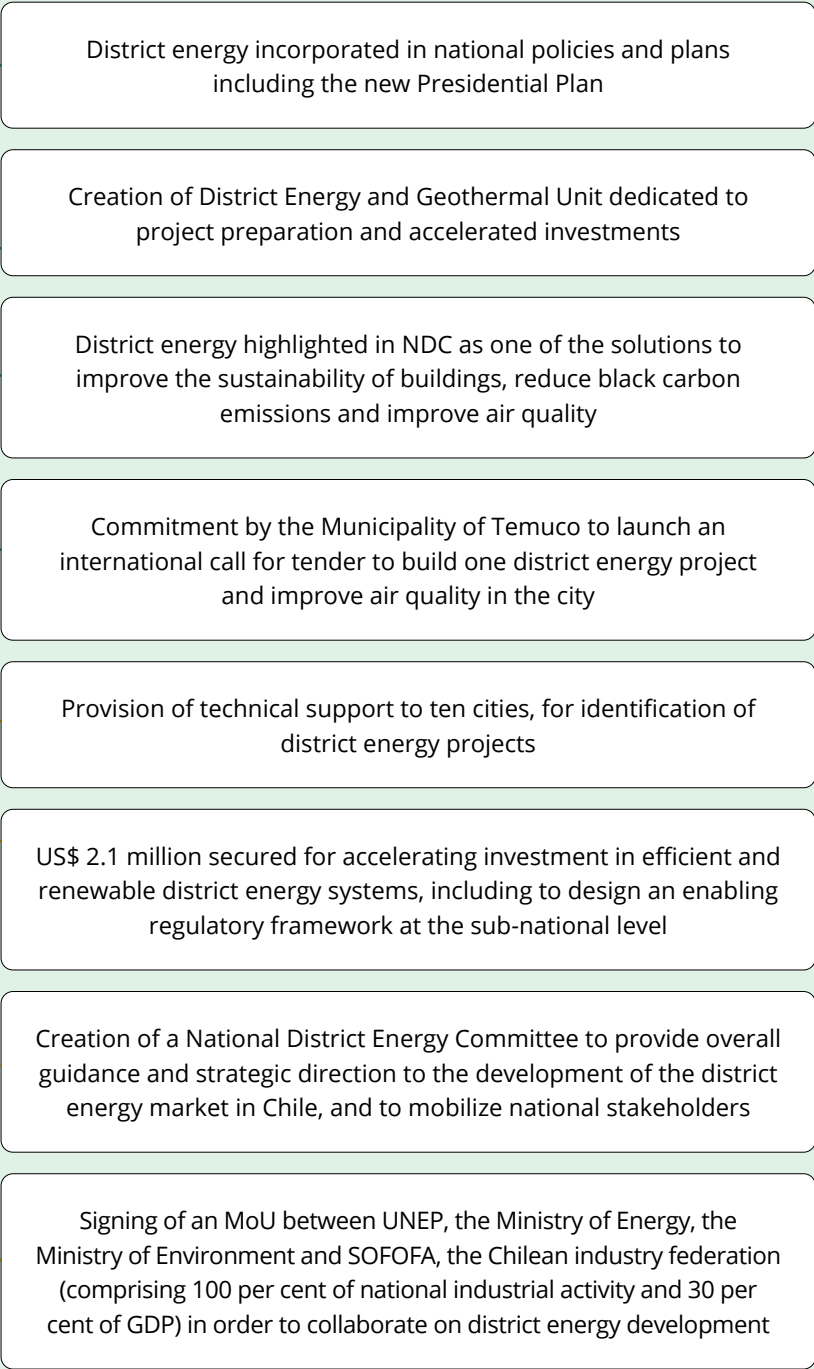 District energy incorporated in national policies and plans
including the new Presidential Plan
Creation of District Energy and Geothermal Unit dedicated to
project preparation and accelerated investments
District energy highlighted in NDC as one of the solutions to
improve the sustainability of buildings, reduce black carbon
emissions and improve air quality
Commitment by the Municipality of Temuco to launch an
international call for tender to build one district energy project
and improve air quality in the city
Provision of technical support to ten cities, for identification of
district energy projects
US$ 2.1 million secured for accelerating investment in efficient and
renewable district energy systems, including to design an enabling
regulatory framework at the sub-national level
Creation of a National District Energy Committee to provide overall
guidance and strategic direction to the development of the district
energy market in Chile, and to mobilize national stakeholders
Signing of an MoU between UNEP, the Ministry of Energy, the
Ministry of Environment and SOFOFA, the Chilean industry federation
(comprising 100 per cent of national industrial activity and 30 per
cent of GDP) in order to collaborate on district energy development